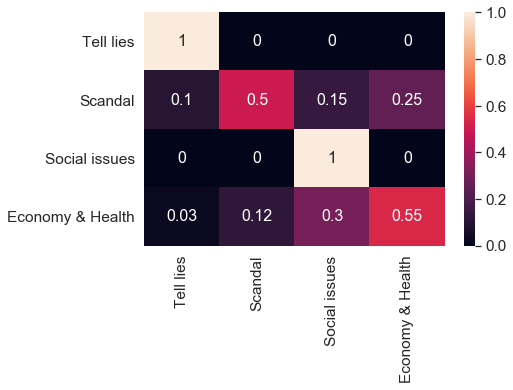 Tell lies 1 0 0 0
Scandal 0.1 0.5 0.15 0.25
Social issues 0 0 1 0
Economy & Health 0.03 0.12 0.3 0.55
Tell lies
Scandal
Social issues
Economy & Health
1.0
0.8
0.6
0.4
0.2
0.0